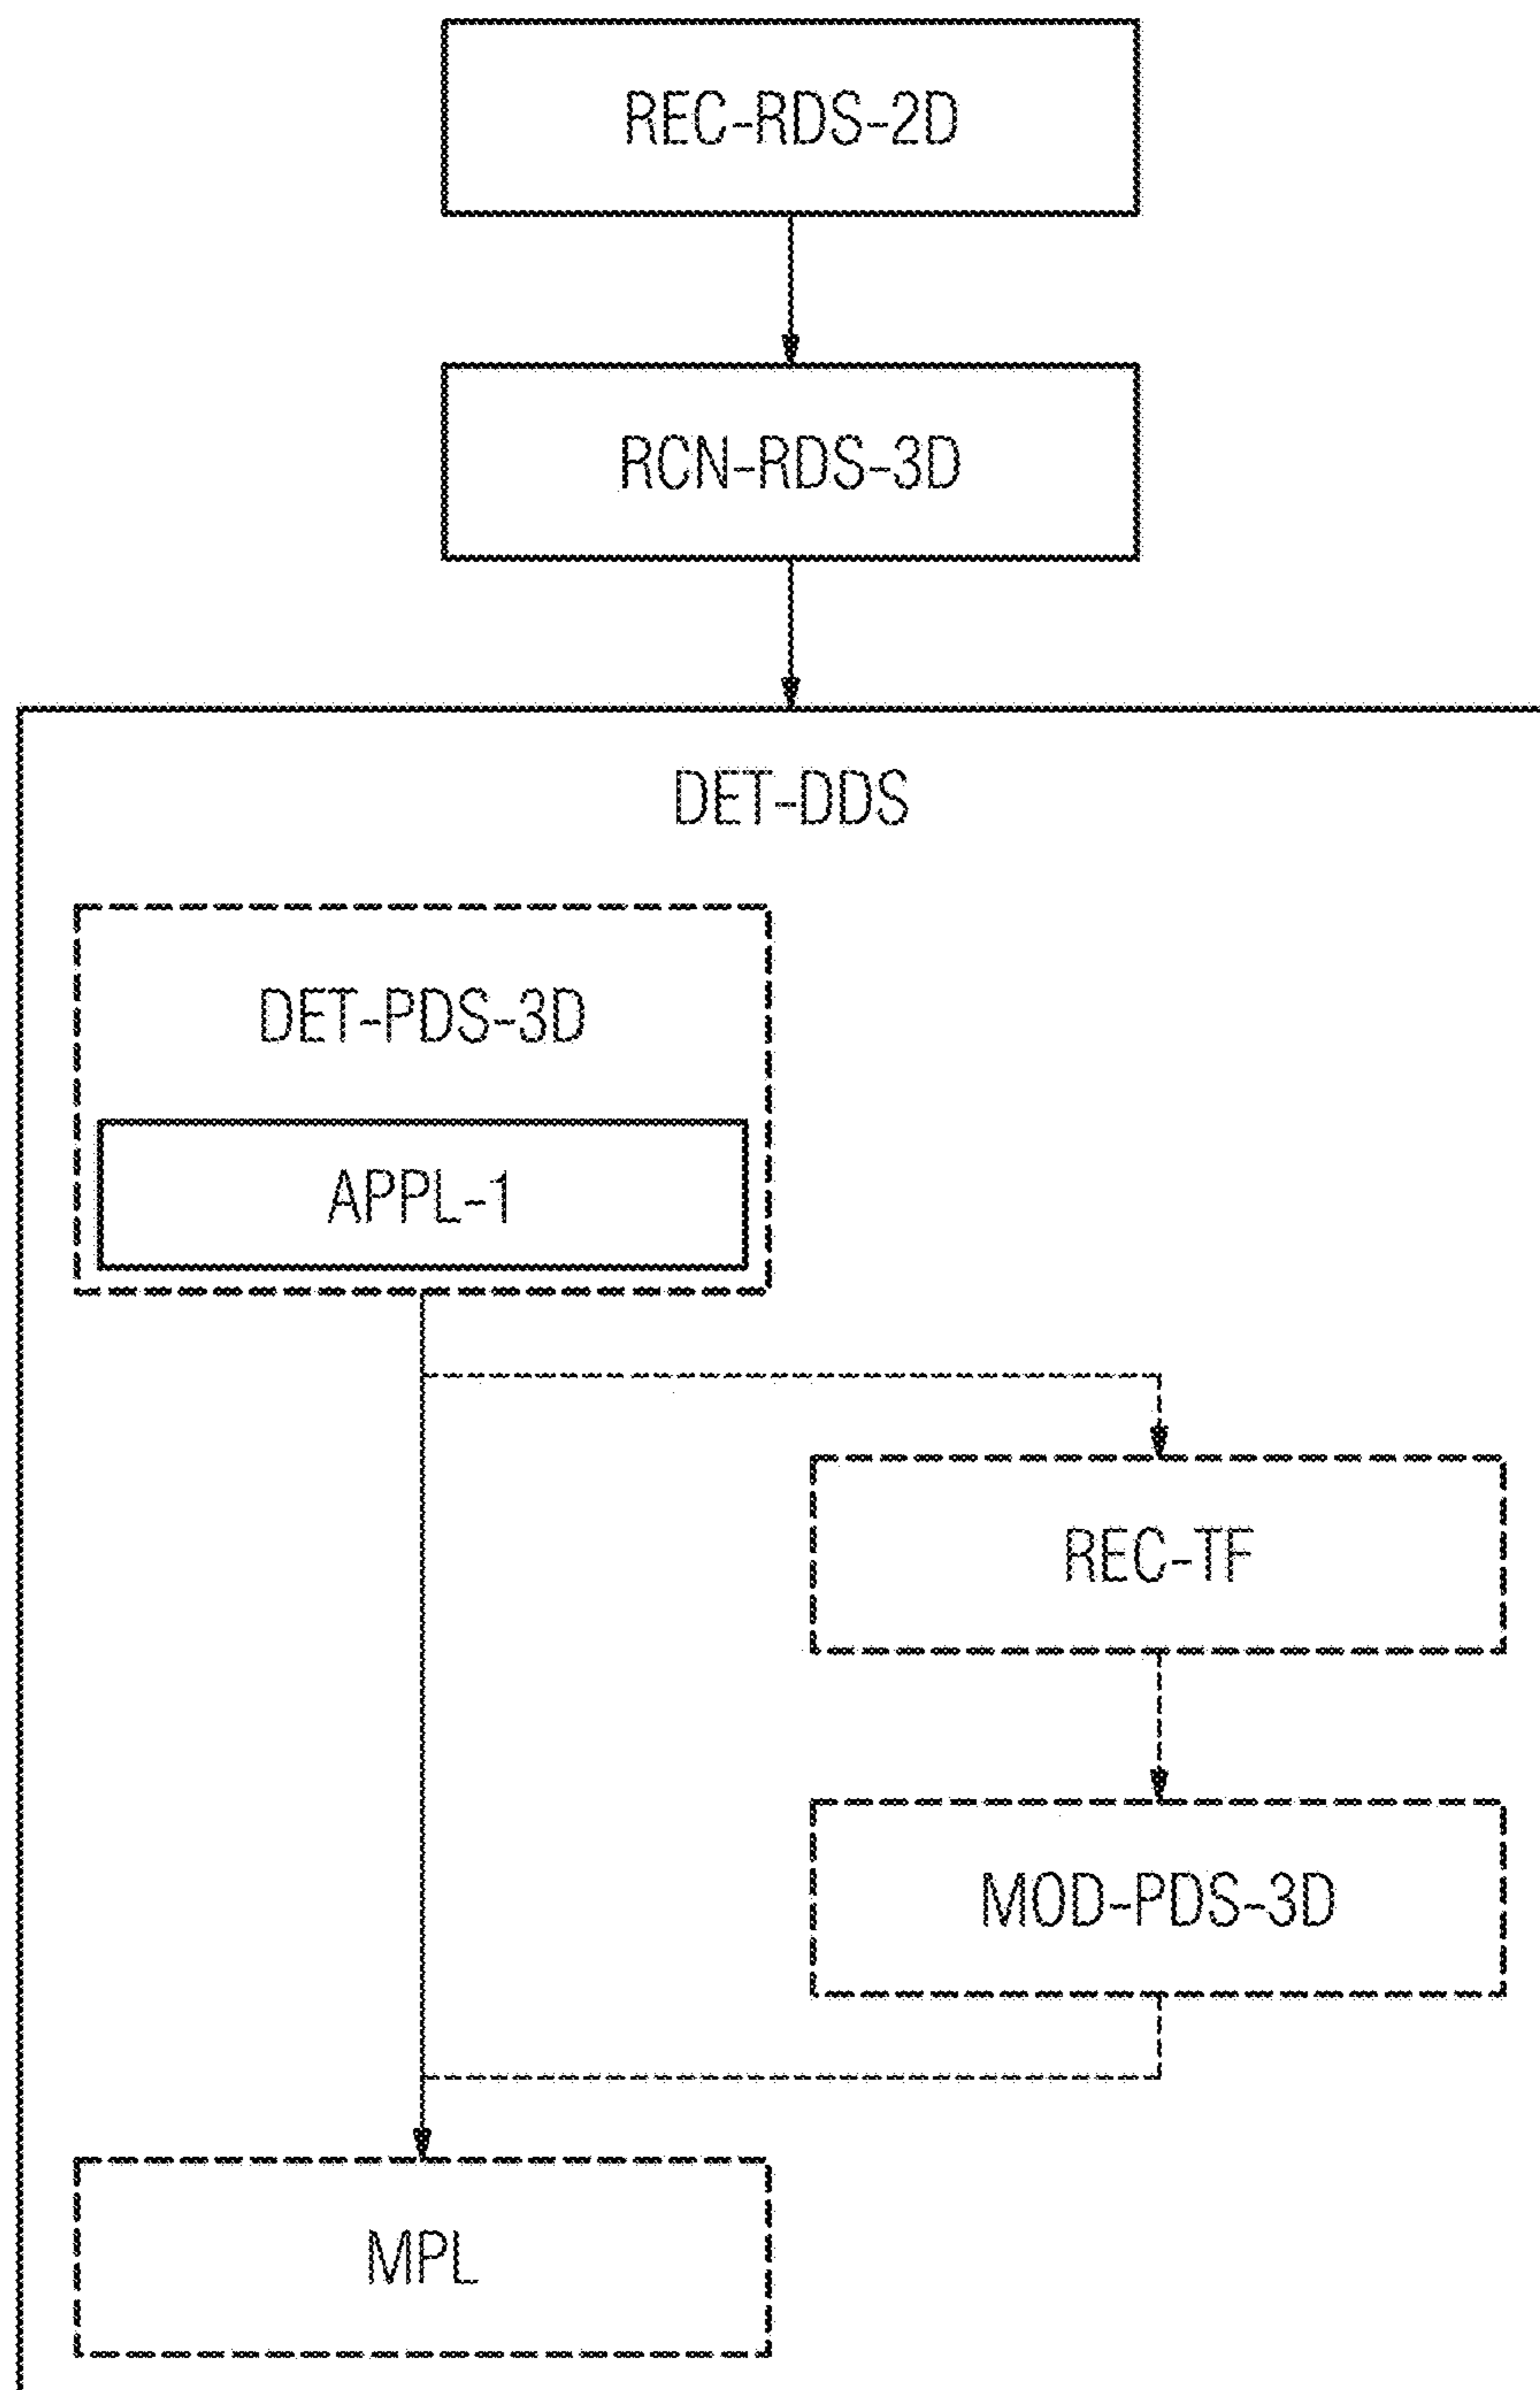 REC-RDS-2D
RCN-RDS-3D
DET-DDS
DET-PDS-3D
APPL-1
REC-TF
MOD-PDS-3D
MPL